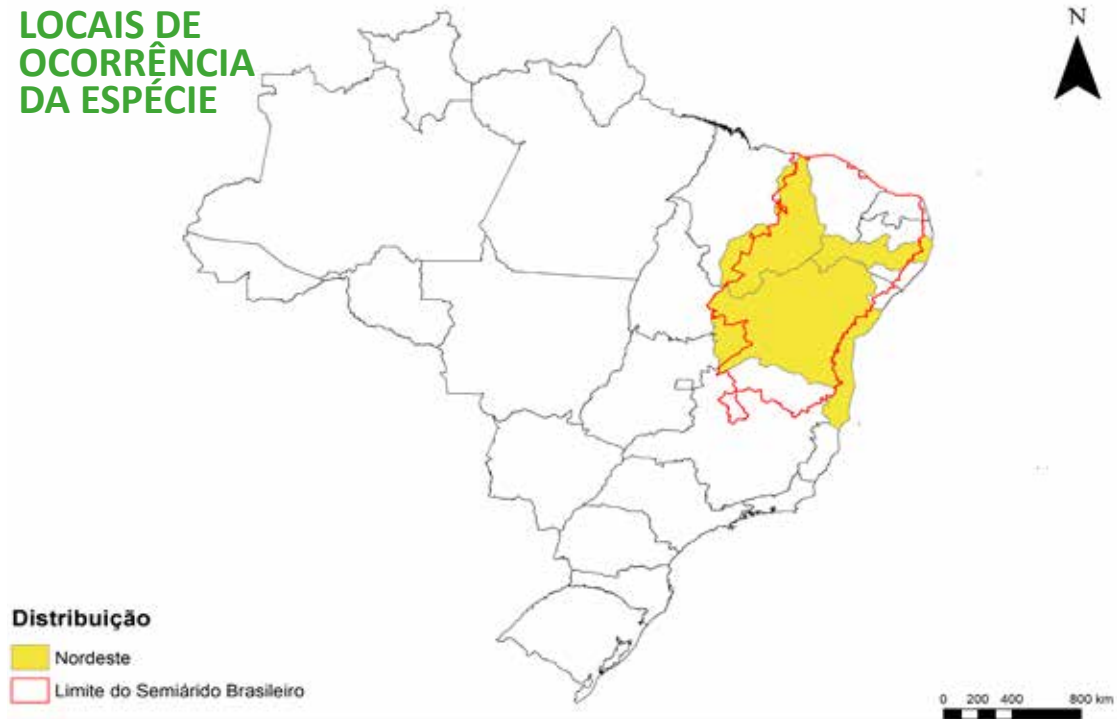 LOCAIS DE
OCORRÊNCIA
DA ESPÉCIE
N
Distribuição
Nordeste
Limite do Semiárido Brasileiro
0 200 400 800 km